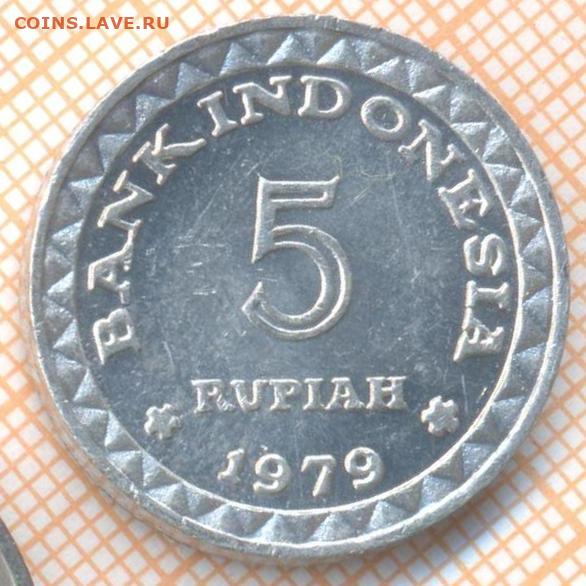 COINS.LAVE.RU
BANK INDONESIA
5
RUPIAH
1979